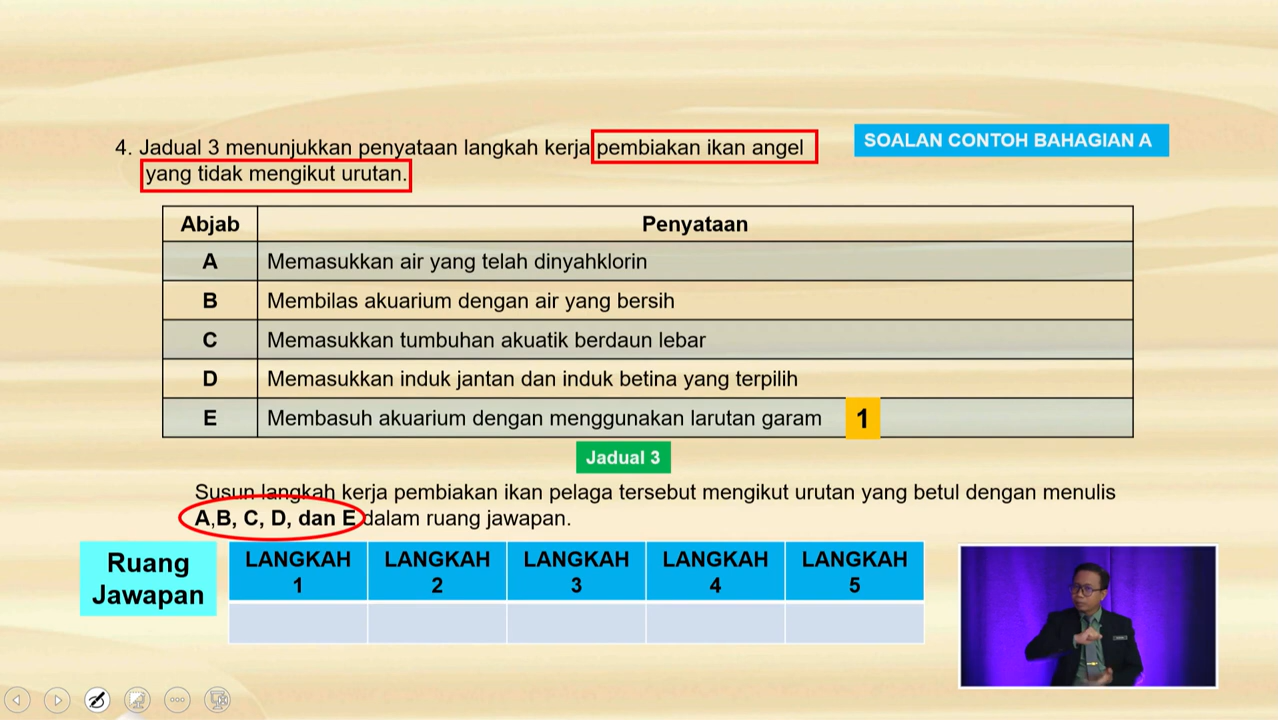 SOALAN CONTOH BAHAGIAN A
4. Jadual 3 menunjukkan penyataan langkah kerja pembiakan ikan angel
yang tidak mengikut urutan.
Abjab Penyataan
A Memasukkan air yang telah dinyahklorin
B Membilas akuarium dengan air yang bersih
C Memasukkan tumbuhan akuatik berdaun lebar
D Memasukkan induk jantan dan induk betina yang terpilih
E Membasuh akuarium dengan menggunakan larutan garam 1
Jadual 3
Susun langkah kerja pembiakan ikan pelaga tersebut mengikut urutan yang betul dengan menulis
A,B, C, D, dan E dalam ruang jawapan.
Ruang
Jawapan
LANGKAH LANGKAH LANGKAH LANGKAH LANGKAH
1 2 3 4 5